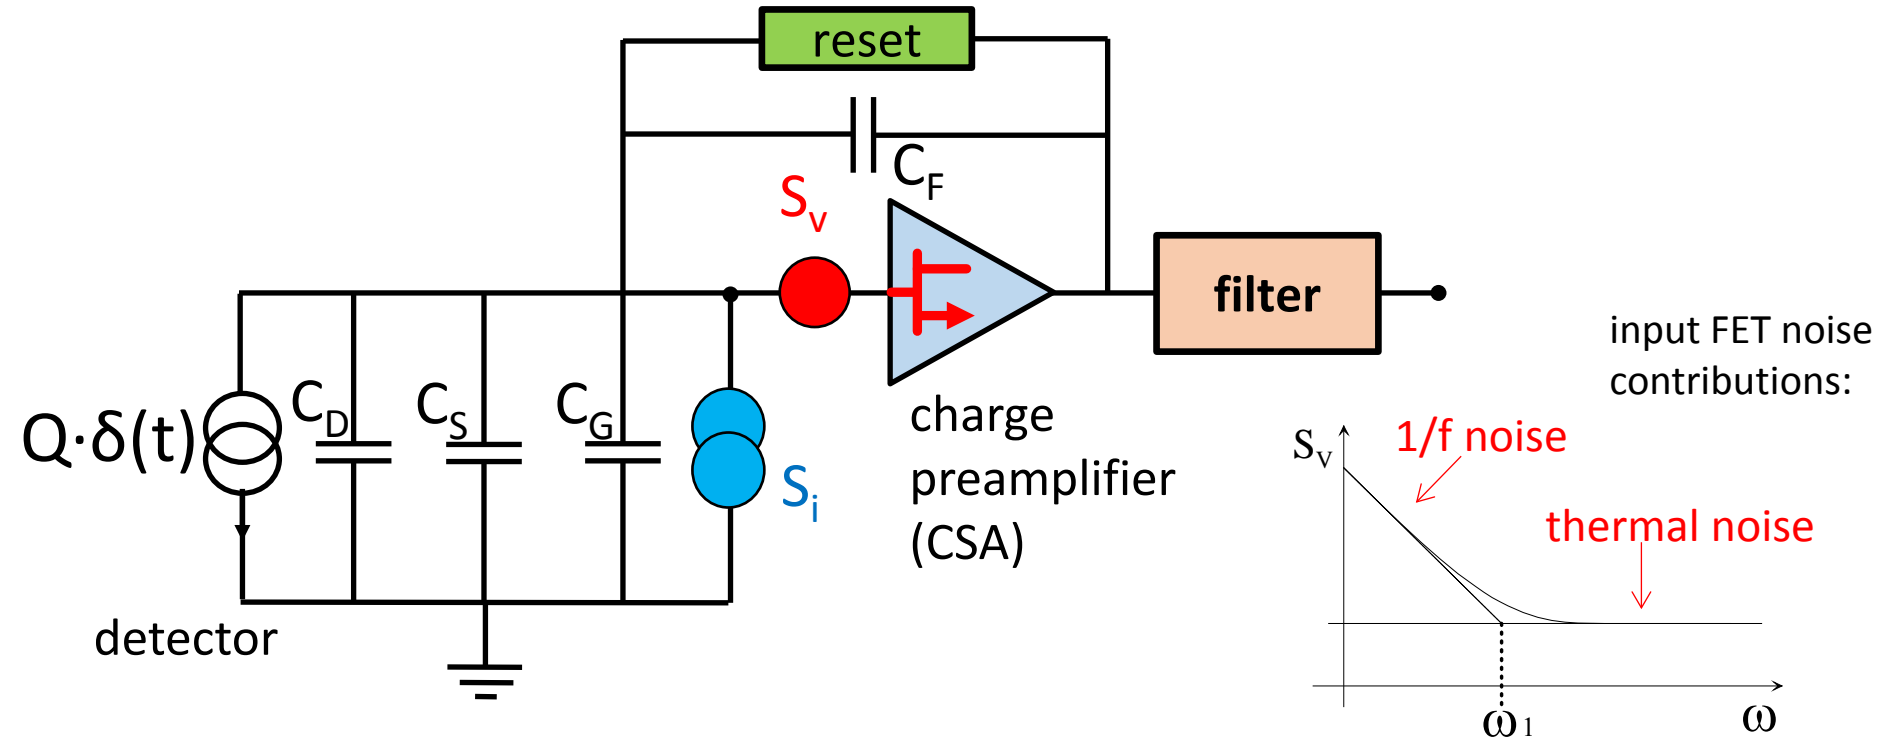 reset
C_F
S_v
filter
input FET noise
contributions:
Q·δ(t)
C_D
C_S
C_G
S_i
charge
preamplifier
(CSA)
detector
S_v
1/f noise
thermal noise
ω_1
ω